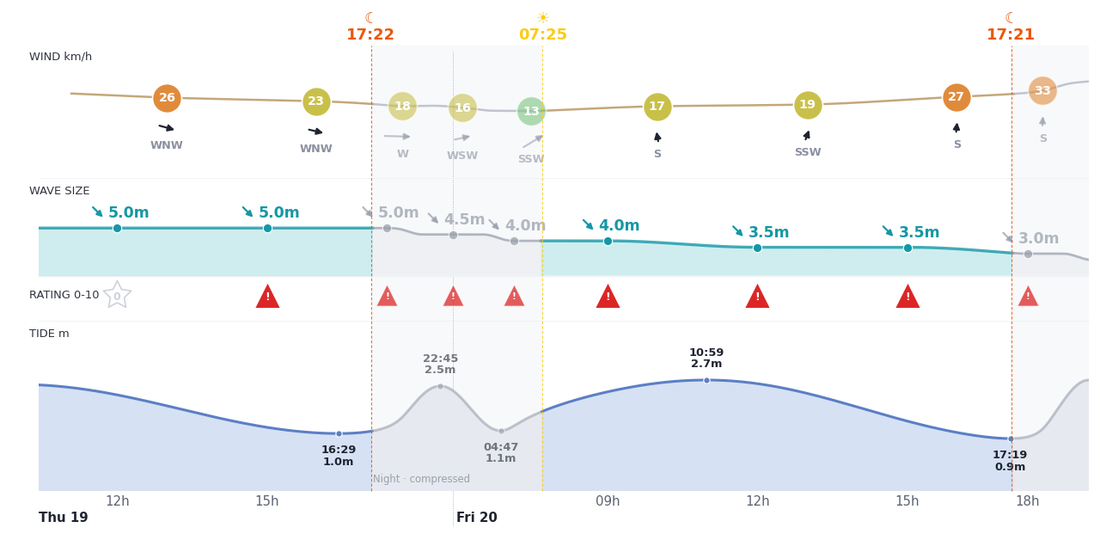 ☾ ☀ ☾
17:22 07:25 17:21
WIND km/h
26 23 18 16 13 17 19 27 33
WNW WNW W WSW SSW S SSW S S
WAVE SIZE
5.0m 5.0m 5.0m 4.5m 4.0m 4.0m 3.5m 3.5m 3.0m
RATING 0-10 0 ! ! ! ! ! ! ! !
TIDE m
22:45
2.5m
10:59
2.7m
16:29
1.0m
04:47
1.1m
17:19
0.9m
Night · compressed
12h 15h 09h 12h 15h 18h
Thu 19 Fri 20